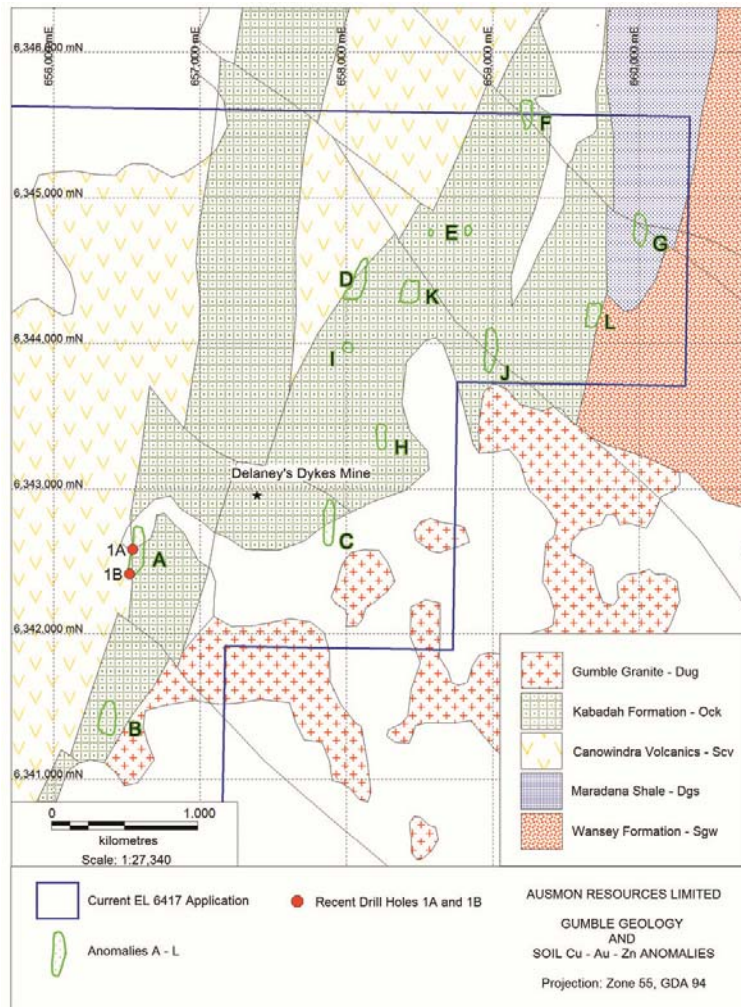 656,000 mE
657,000 mE
658,000 mE
659,000 mE
660,000 mE
6,346,000 mN
F
6,345,000 mN
E
G
D
K
L
6,344,000 mN
I
J
H
Delaney's Dykes Mine
6,343,000 mN
C
1A
A
1B
6,342,000 mN
B
6,341,000 mN
Gumble Granite - Dug
Kabadah Formation - Ock
Canowindra Volcanics - Scv
Maradana Shale - Dgs
Wansey Formation - Sgw
0 1.000
kilometres
Scale: 1:27,340
Current EL 6417 Application
Recent Drill Holes 1A and 1B
Anomalies A - L
AUSMON RESOURCES LIMITED
GUMBLE GEOLOGY
AND
SOIL Cu - Au - Zn ANOMALIES
Projection: Zone 55, GDA 94